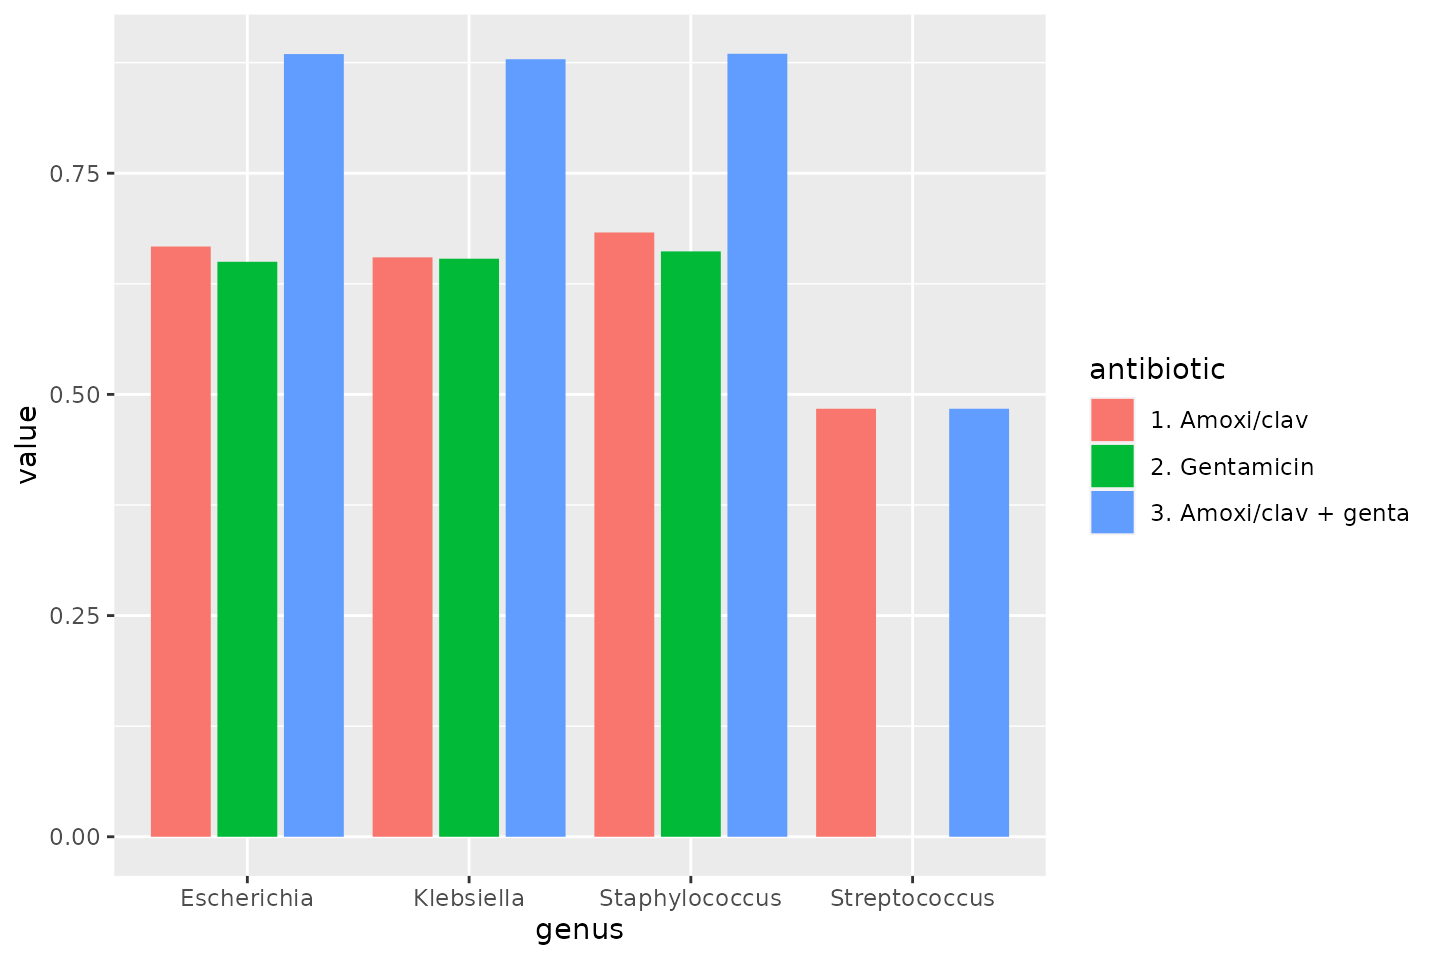 value
0.75
0.50
0.25
0.00
Escherichia
Klebsiella
Staphylococcus
Streptococcus
genus
antibiotic
1. Amoxi/clav
2. Gentamicin
3. Amoxi/clav + genta